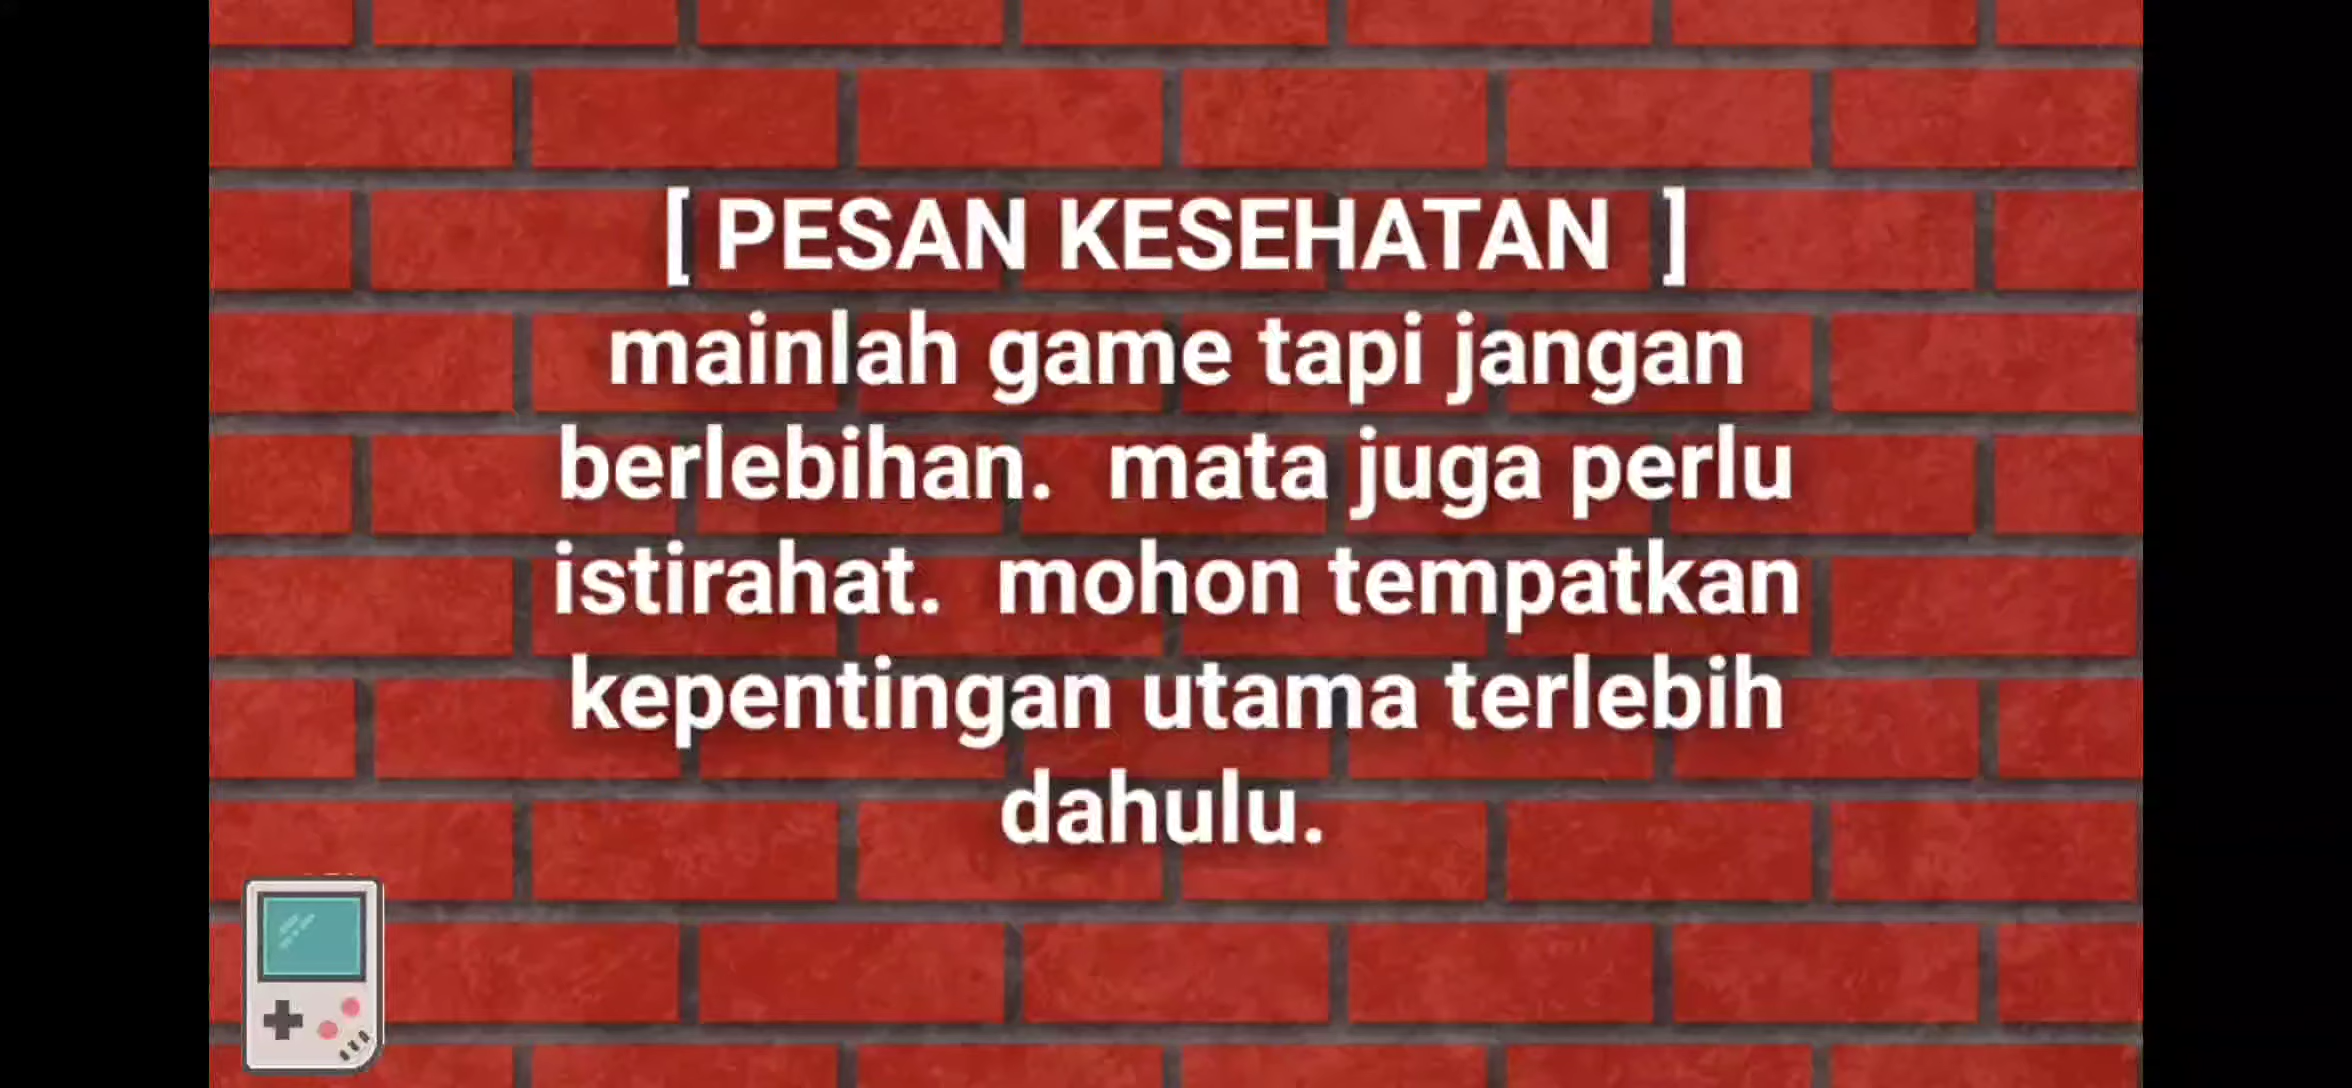 [ PESAN KESEHATAN ]
mainlah game tapi jangan
berlebihan. mata juga perlu
istirahat. mohon tempatkan
kepentingan utama terlebih
dahulu.